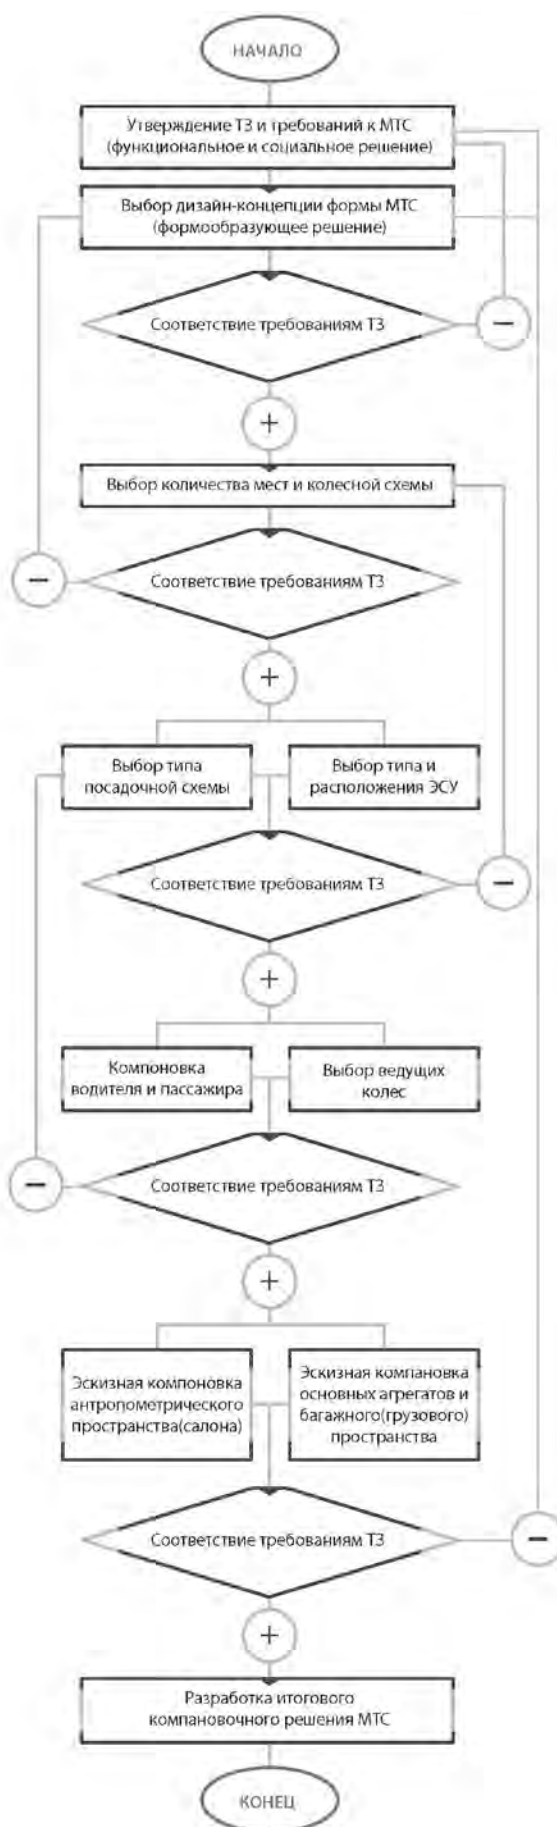 НАЧАЛО
Утверждение ТЗ и требований к МТС
(функциональное и социальное решение)
Выбор дизайн-концепции формы МТС
(формообразующее решение)
Соответствие требованиям ТЗ
−
+
Выбор количества мест и колесной схемы
Соответствие требованиям ТЗ
−
+
Выбор типа
посадочной схемы
Выбор типа и
расположения ЭСУ
Соответствие требованиям ТЗ
−
+
Компоновка
водителя и пассажира
Выбор ведущих
колес
Соответствие требованиям ТЗ
−
+
Эскизная компоновка
антропометрического
пространства(салона)
Эскизная компановка
основных агрегатов и
багажного(грузового)
пространства
Соответствие требованиям ТЗ
−
+
Разработка итогового
компановочного решения МТС
КОНЕЦ